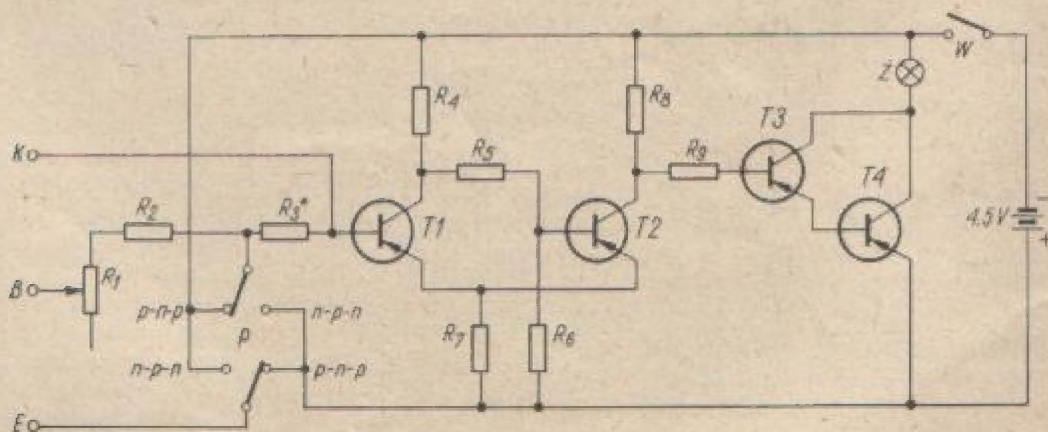 W
Ż
R4
R8
T3
K
R5
R9
T4
R2
R3*
T1
T2
4,5V
−
+
B
R1
p-n-p
n-p-n
P
R7
R6
n-p-n
p-n-p
E